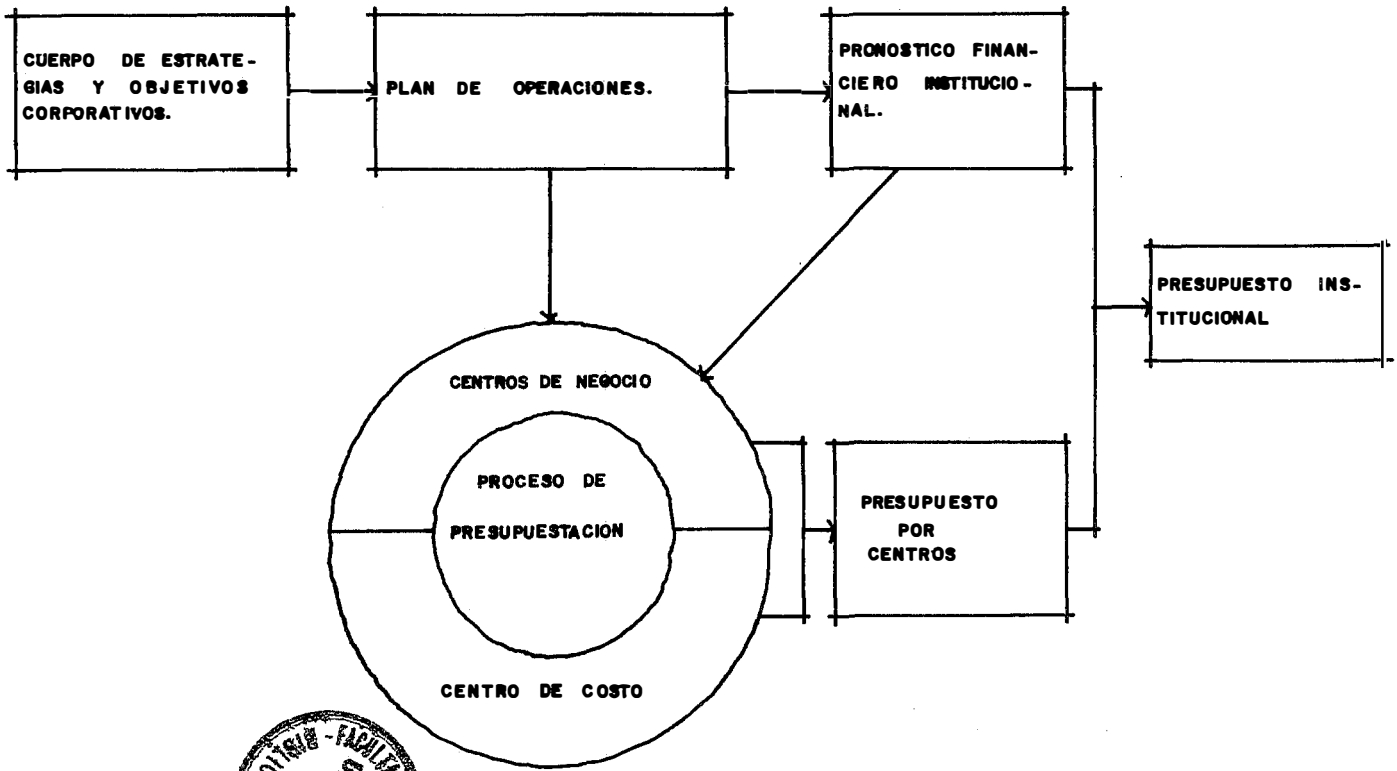 CUERPO DE ESTRATE-
GIAS Y OBJETIVOS
CORPORATIVOS.
PLAN DE OPERACIONES.
PRONOSTICO FINAN-
CIERO INSTITUCIO-
NAL.
PRESUPUESTO INS-
TITUCIONAL
CENTROS DE NEGOCIO
PROCESO DE
PRESUPUESTACION
PRESUPUESTO
POR
CENTROS
CENTRO DE COSTO